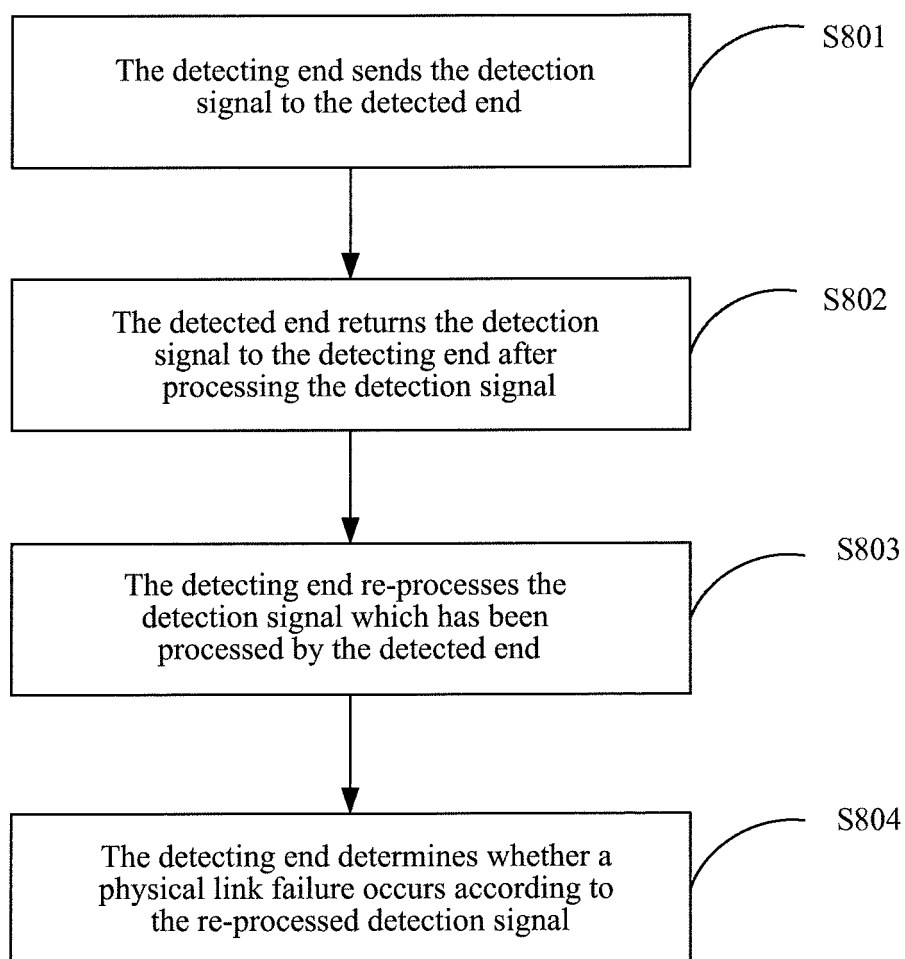 S801
The detecting end sends the detection
signal to the detected end
S802
The detected end returns the detection
signal to the detecting end after
processing the detection signal
S803
The detecting end re-processes the
detection signal which has been
processed by the detected end
S804
The detecting end determines whether a
physical link failure occurs according to
the re-processed detection signal